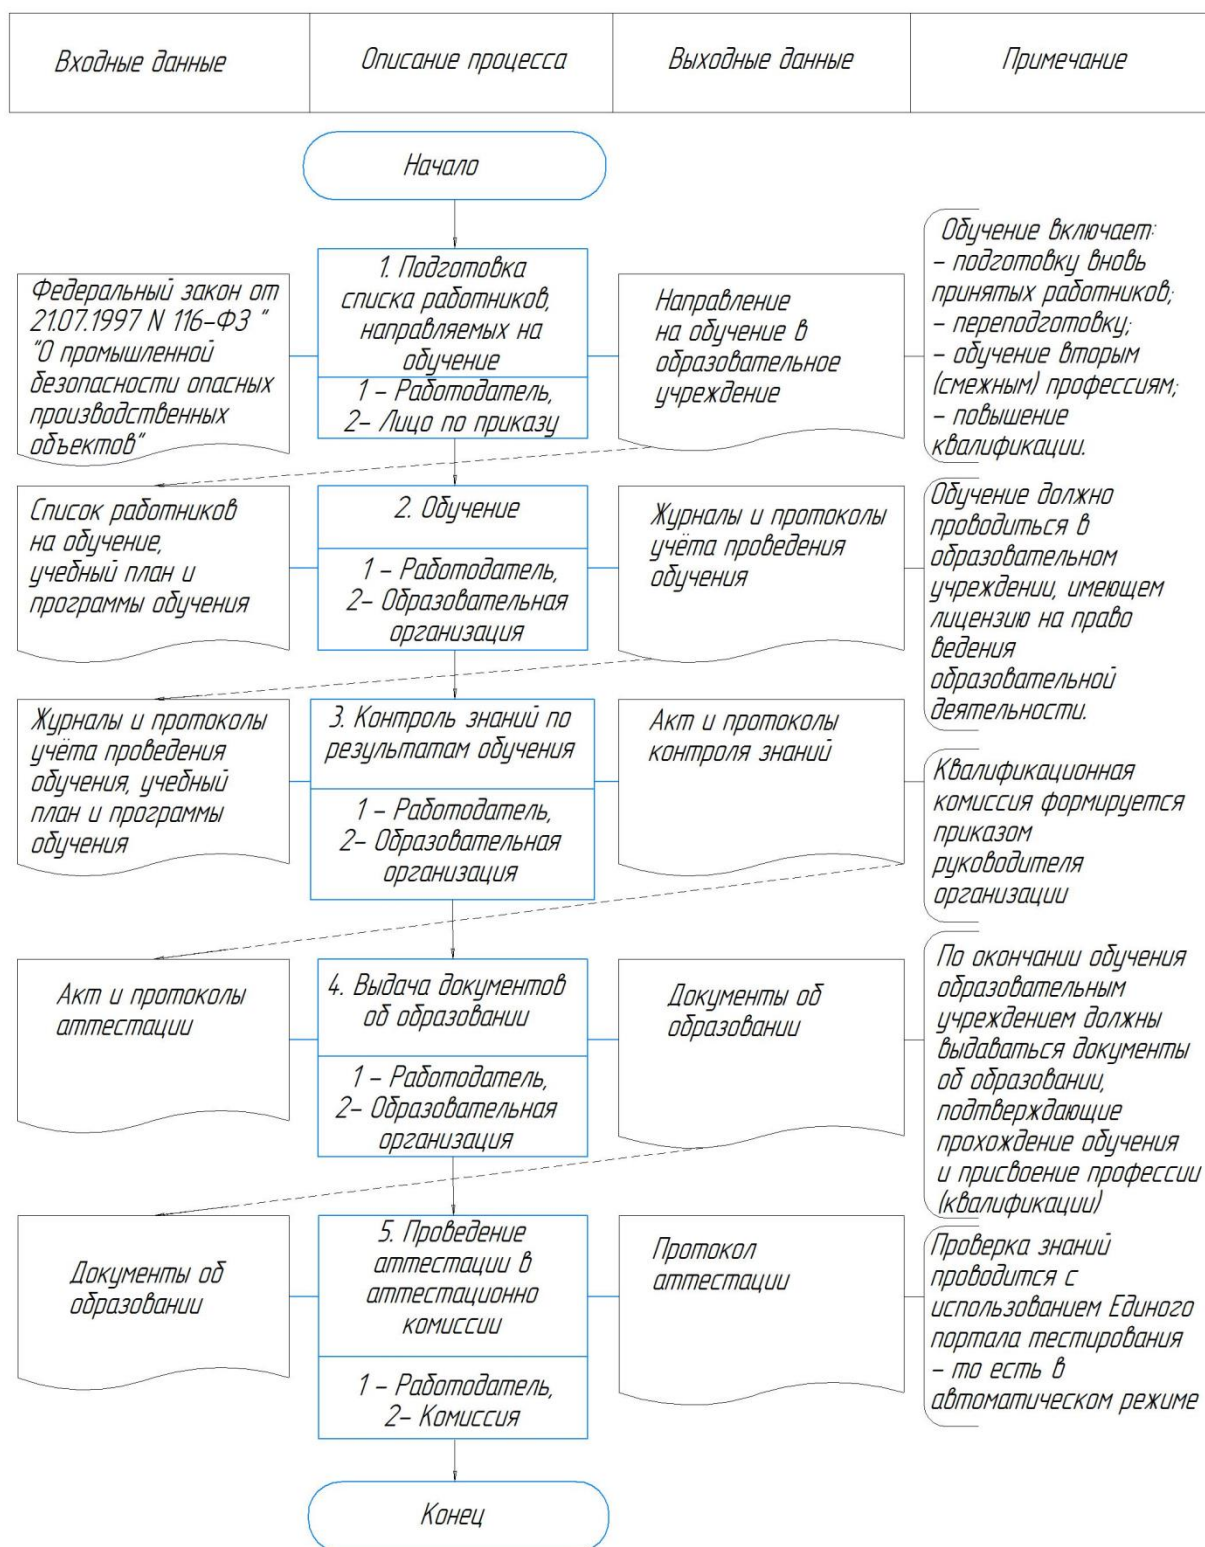 Входные данные
Описание процесса
Выходные данные
Примечание
Начало
Федеральный закон от
21.07.1997 N 116-ФЗ "
"О промышленной
безопасности опасных
производственных
объектов"
1. Подготовка
списка работников,
направляемых на
обучение
1 - Работодатель,
2- Лицо по приказу
Направление
на обучение в
образовательное
учреждение
Обучение включает:
- подготовку вновь
принятых работников;
- переподготовку;
- обучение вторым
(смежным) профессиям;
- повышение
квалификации.
Список работников
на обучение,
учебный план и
программы обучения
2. Обучение
1 - Работодатель,
2- Образовательная
организация
Журналы и протоколы
учёта проведения
обучения
Обучение должно
проводиться в
образовательном
учреждении, имеющем
лицензию на право
ведения
образовательной
деятельности.
Журналы и протоколы
учёта проведения
обучения, учебный
план и программы
обучения
3. Контроль знаний по
результатам обучения
1 - Работодатель,
2- Образовательная
организация
Акт и протоколы
контроля знаний
Квалификационная
комиссия формируется
приказом
руководителя
организации
Акт и протоколы
аттестации
4. Выдача документов
об образовании
1 - Работодатель,
2- Образовательная
организация
Документы об
образовании
По окончании обучения
образовательным
учреждением должны
выдаваться документы
об образовании,
подтверждающие
прохождение обучения
и присвоение профессии
(квалификации)
Документы об
образовании
5. Проведение
аттестации в
аттестационно
комиссии
1 - Работодатель,
2- Комиссия
Протокол
аттестации
Проверка знаний
проводится с
использованием Единого
портала тестирования
- то есть в
автоматическом режиме
Конец